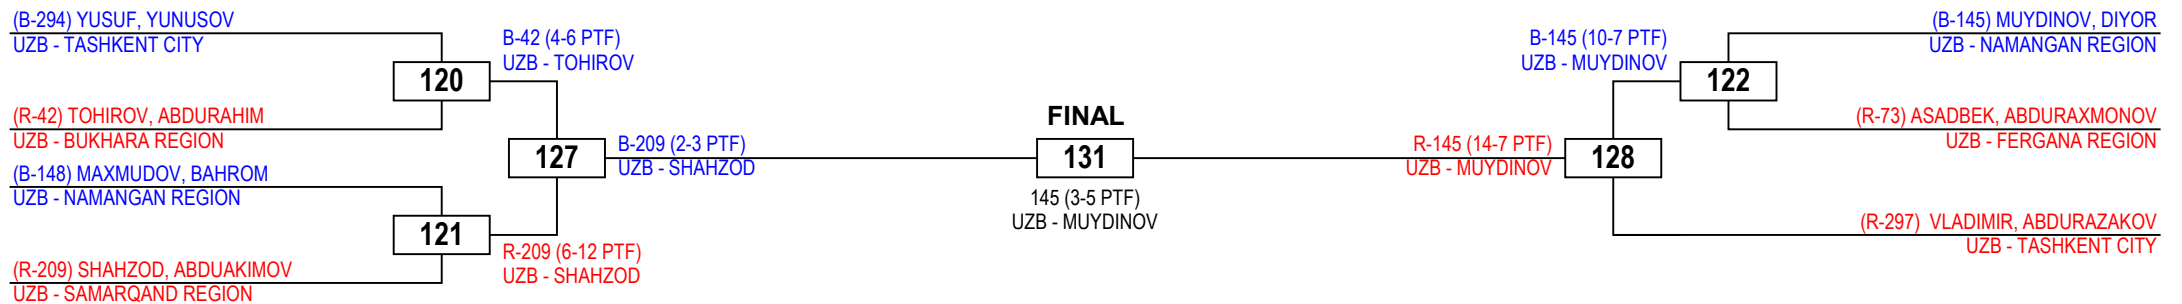 (B-294) YUSUF, YUNUSOV
UZB - TASHKENT CITY
120
(R-42) TOHIROV, ABDURAHIM
UZB - BUKHARA REGION
(B-148) MAXMUDOV, BAHROM
UZB - NAMANGAN REGION
121
(R-209) SHAHZOD, ABDUAKIMOV
UZB - SAMARQAND REGION
B-42 (4-6 PTF)
UZB - TOHIROV
127
R-209 (6-12 PTF)
UZB - SHAHZOD
B-209 (2-3 PTF)
UZB - SHAHZOD
FINAL
131
145 (3-5 PTF)
UZB - MUYDINOV
R-145 (14-7 PTF)
UZB - MUYDINOV
128
B-145 (10-7 PTF)
UZB - MUYDINOV
122
(B-145) MUYDINOV, DIYOR
UZB - NAMANGAN REGION
(R-73) ASADBEK, ABDURAXMONOV
UZB - FERGANA REGION
(R-297) VLADIMIR, ABDURAZAKOV
UZB - TASHKENT CITY